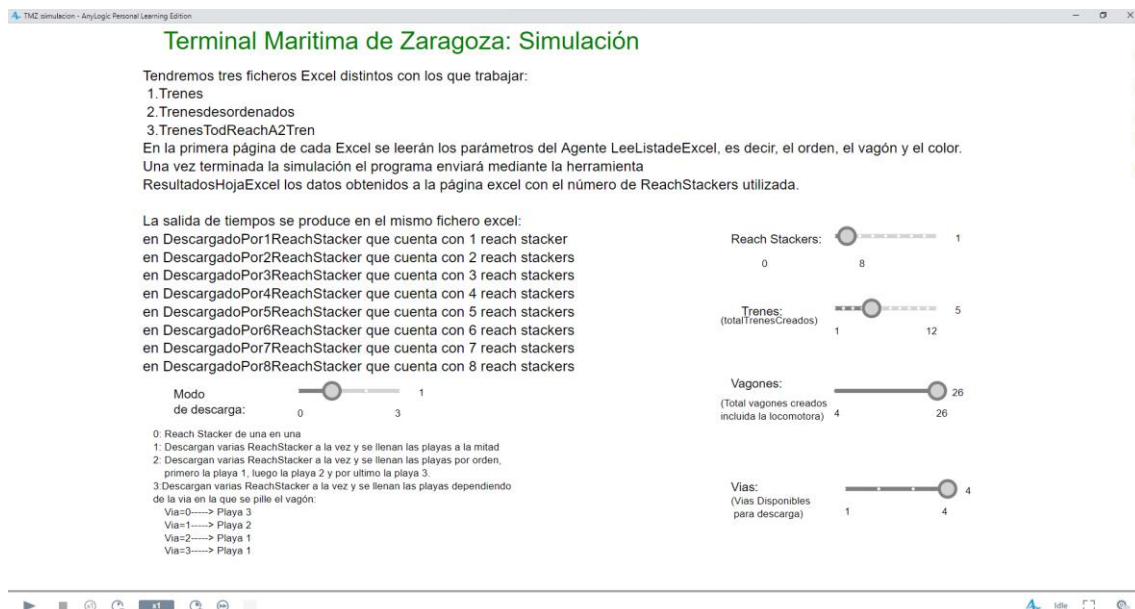 TMZ simulacion - AnyLogic Personal Learning Edition
Terminal Maritima de Zaragoza: Simulación
Tendremos tres ficheros Excel distintos con los que trabajar:
1.Trenes
2.Trenesdesordenados
3.TrenesTodReachA2Tren
En la primera página de cada Excel se leerán los parámetros del Agente LeeListadeExcel, es decir, el orden, el vagón y el color.
Una vez terminada la simulación el programa enviará mediante la herramienta
ResultadosHojaExcel los datos obtenidos a la página excel con el número de ReachStackers utilizada.
La salida de tiempos se produce en el mismo fichero excel:
en DescargadoPor1ReachStacker que cuenta con 1 reach stacker
en DescargadoPor2ReachStacker que cuenta con 2 reach stackers
en DescargadoPor3ReachStacker que cuenta con 3 reach stackers
en DescargadoPor4ReachStacker que cuenta con 4 reach stackers
en DescargadoPor5ReachStacker que cuenta con 5 reach stackers
en DescargadoPor6ReachStacker que cuenta con 6 reach stackers
en DescargadoPor7ReachStacker que cuenta con 7 reach stackers
en DescargadoPor8ReachStacker que cuenta con 8 reach stackers
Modo
de descarga:
1
0 3
0: Reach Stacker de una en una
1: Descargan varias ReachStacker a la vez y se llenan las playas a la mitad
2: Descargan varias ReachStacker a la vez y se llenan las playas por orden,
primero la playa 1, luego la playa 2 y por ultimo la playa 3.
3:Descargan varias ReachStacker a la vez y se llenan las playas dependiendo
de la via en la que se pille el vagón:
Via=0-----> Playa 3
Via=1-----> Playa 2
Via=2-----> Playa 1
Via=3-----> Playa 1
Reach Stackers: 1
0 8
Trenes: 5
(totalTrenesCreados)
1 12
Vagones: 26
(Total vagones creados
incluida la locomotora) 4 26
Vias: 4
(Vias Disponibles
para descarga) 1 4
x1
Idle